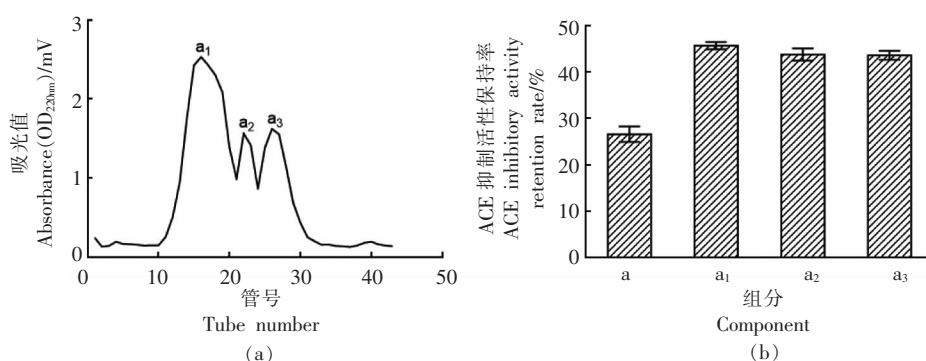 3
2
1
0
吸光值
Absorbance(OD220nm)/mV
a1
a2
a3
0 10 20 30 40 50
管号
Tube number
(a)
50
40
30
20
10
0
ACE 抑制活性保持率
ACE inhibitory activity
retention rate/%
a a1 a2 a3
组分
Component
(b)